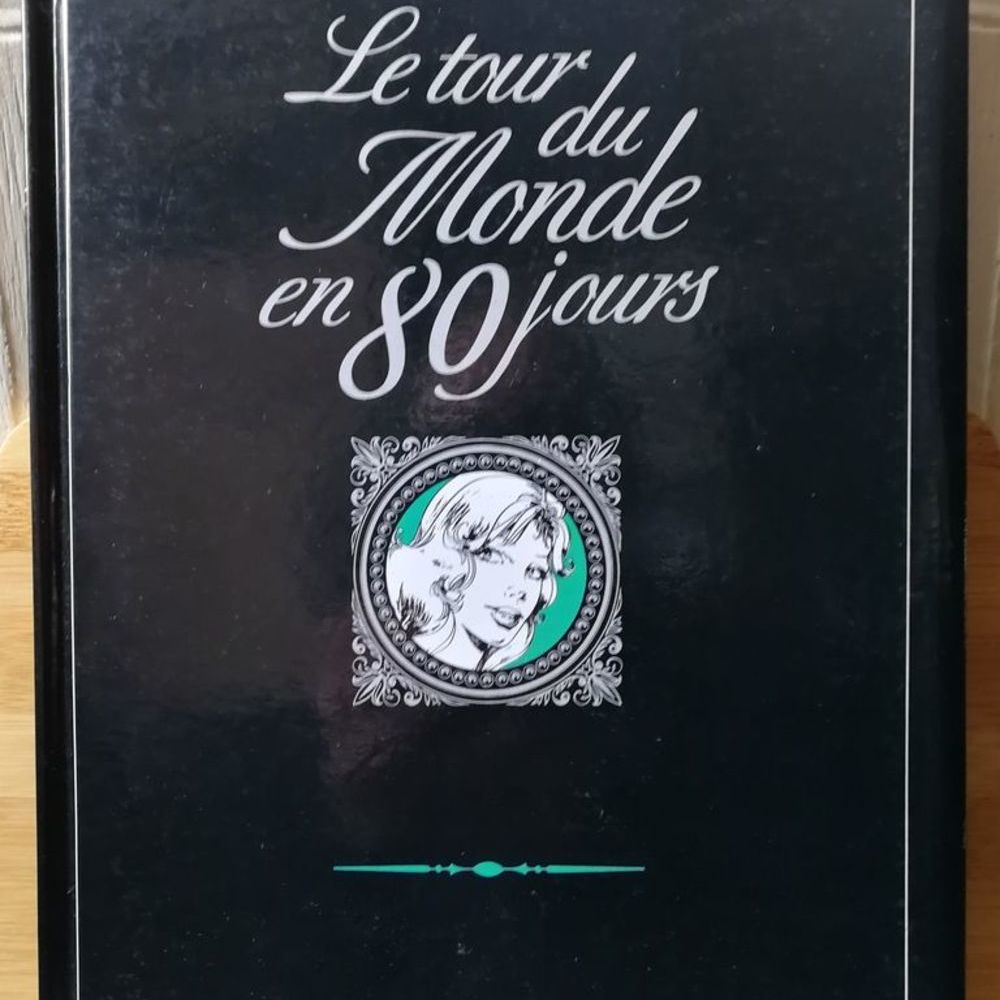 Le tour
du
Monde
en 80 jours